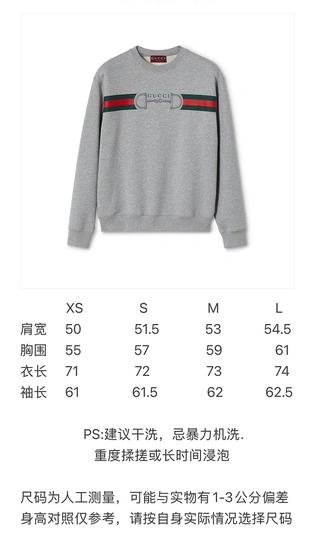 GUCCI
XS S M L
肩宽 50 51.5 53 54.5
胸围 55 57 59 61
衣长 71 72 73 74
袖长 61 61.5 62 62.5
PS:建议干洗，忌暴力机洗.
重度揉搓或长时间浸泡
尺码为人工测量，可能与实物有1-3公分偏差
身高对照仅参考，请按自身实际情况选择尺码